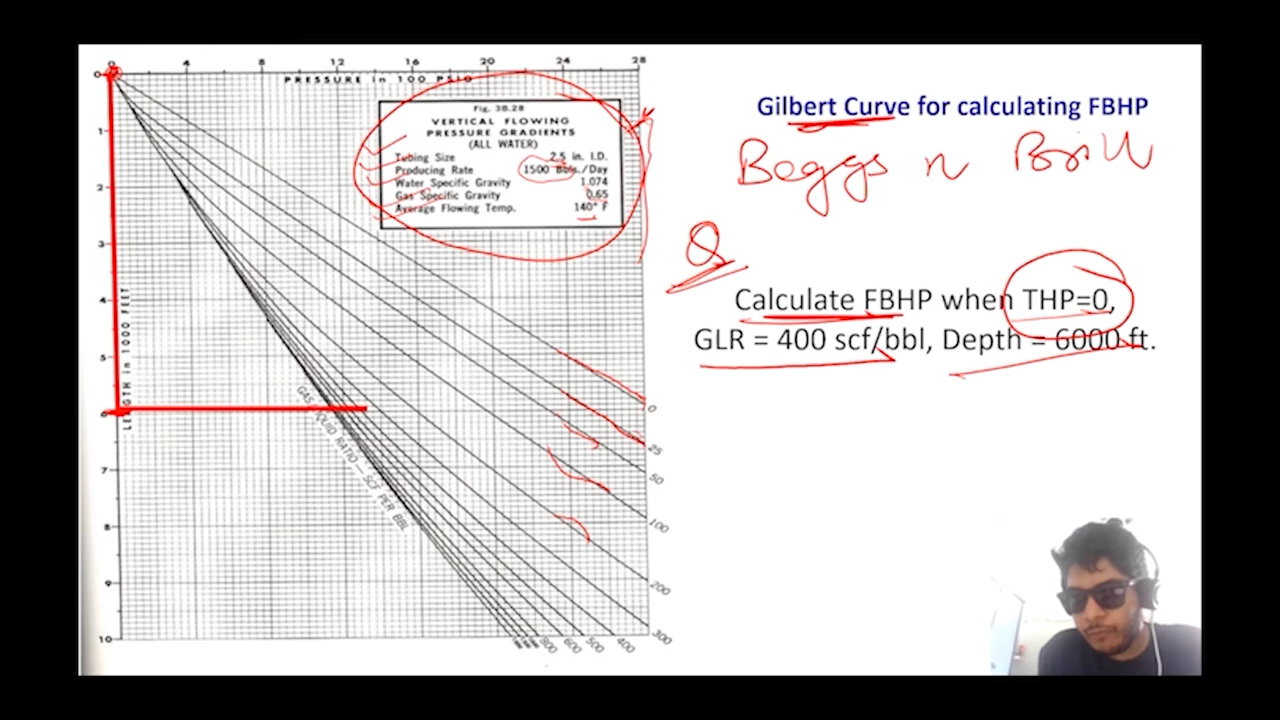 0 4 8 12 16 20 24 28
PRESSURE in 100 PSIG
Fig. 3B.28
VERTICAL FLOWING
PRESSURE GRADIENTS
(ALL WATER)
Tubing Size 2.5 in. I.D.
Producing Rate 1500 Bbls./Day
Water Specific Gravity 1.074
Gas Specific Gravity 0.65
Average Flowing Temp. 140° F
0
1
2
3
4
5
6
7
8
9
10
LENGTH in 1000 FEET
GAS LIQUID RATIO — SCF PER BBL
0
25
50
100
200
300
400
500
600
800
Gilbert Curve for calculating FBHP
Beggs n Brill
Q
Calculate FBHP when THP=0,
GLR = 400 scf/bbl, Depth = 6000 ft.